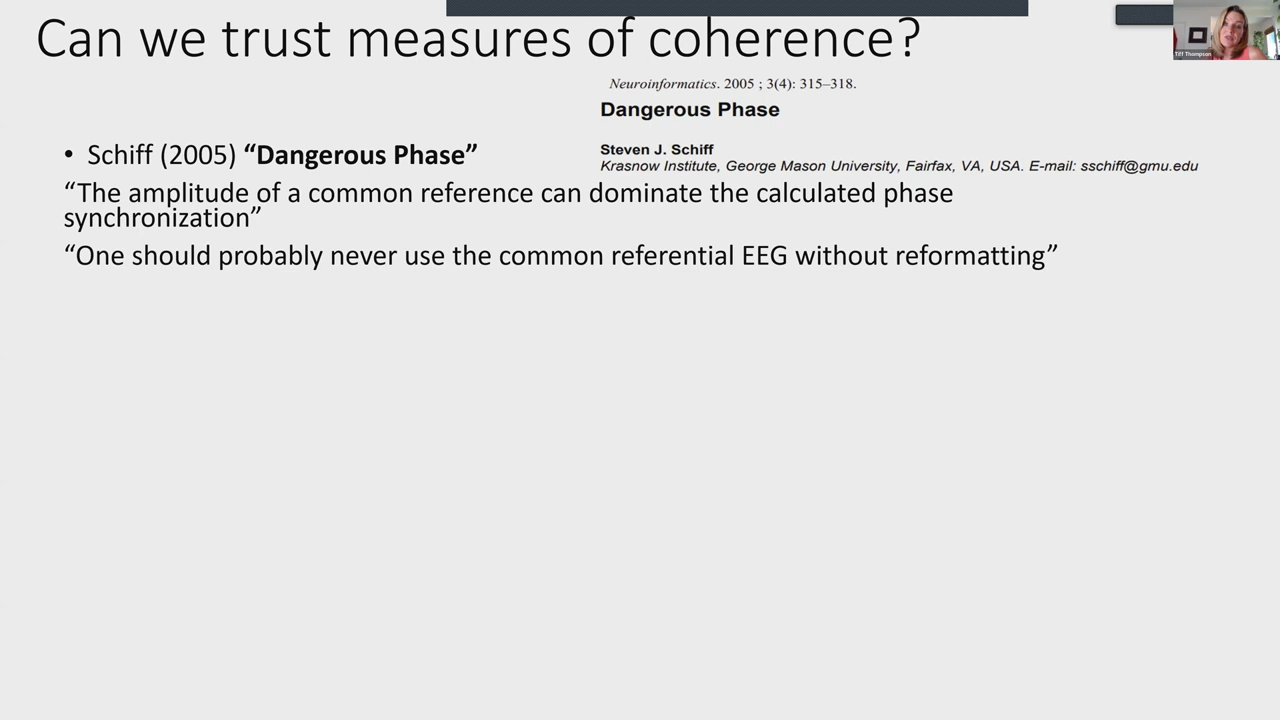 Can we trust measures of coherence?
Tiff Thompson
Neuroinformatics. 2005 ; 3(4): 315–318.
Dangerous Phase
Steven J. Schiff
Krasnow Institute, George Mason University, Fairfax, VA, USA. E-mail: sschiff@gmu.edu
• Schiff (2005) “Dangerous Phase”
“The amplitude of a common reference can dominate the calculated phase
synchronization”
“One should probably never use the common referential EEG without reformatting”